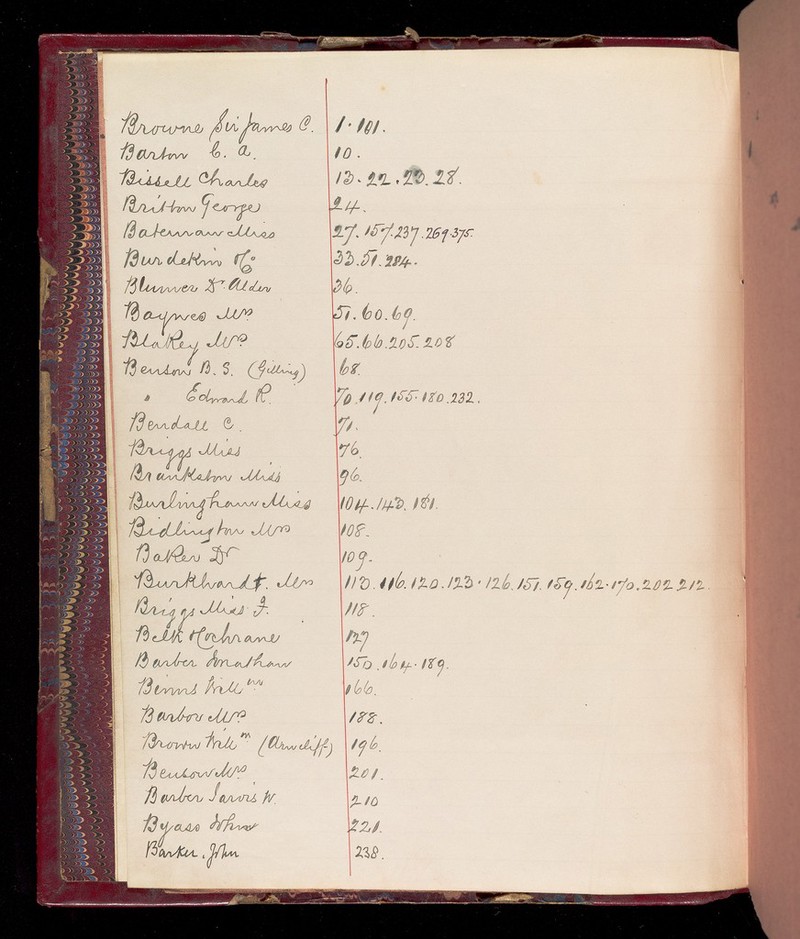 Browne Sir James C. 1. 101.
Barton C. A. 10.
Bissell Charles 13. 22. 23. 28.
Britton George 24.
Bateman Miss 27. 157. 237. 269. 375.
Burdekin & Co 33. 51. 284.
Blumer Dr Alder 36.
Baynes Mrs 51. 60. 69.
Blakey Mrs 65. 66. 205. 208
Benson B. S. (Gilling) 68.
" Edward R. 70. 119. 155. 180. 232.
Bendall C. 71.
Briggs Miss 76.
Brankston Miss 96.
Burlingham Miss 104. 143. 181.
Bidlington Mrs 108.
Baker Dr 109.
Burkhardt. Mrs 113. 116. 120. 123. 126. 151. 159. 162. 170. 202. 212.
Briggs Miss F. 118.
Belk Cochrane 127
Barber Jonathan 150. 164. 189.
Binns Will m 166.
Barbor Mrs 188.
Brown Will m (Arncliff) 196.
Benson Mrs 201.
Barber Jarvis W. 210
Byass John 221.
Barker. John 238.